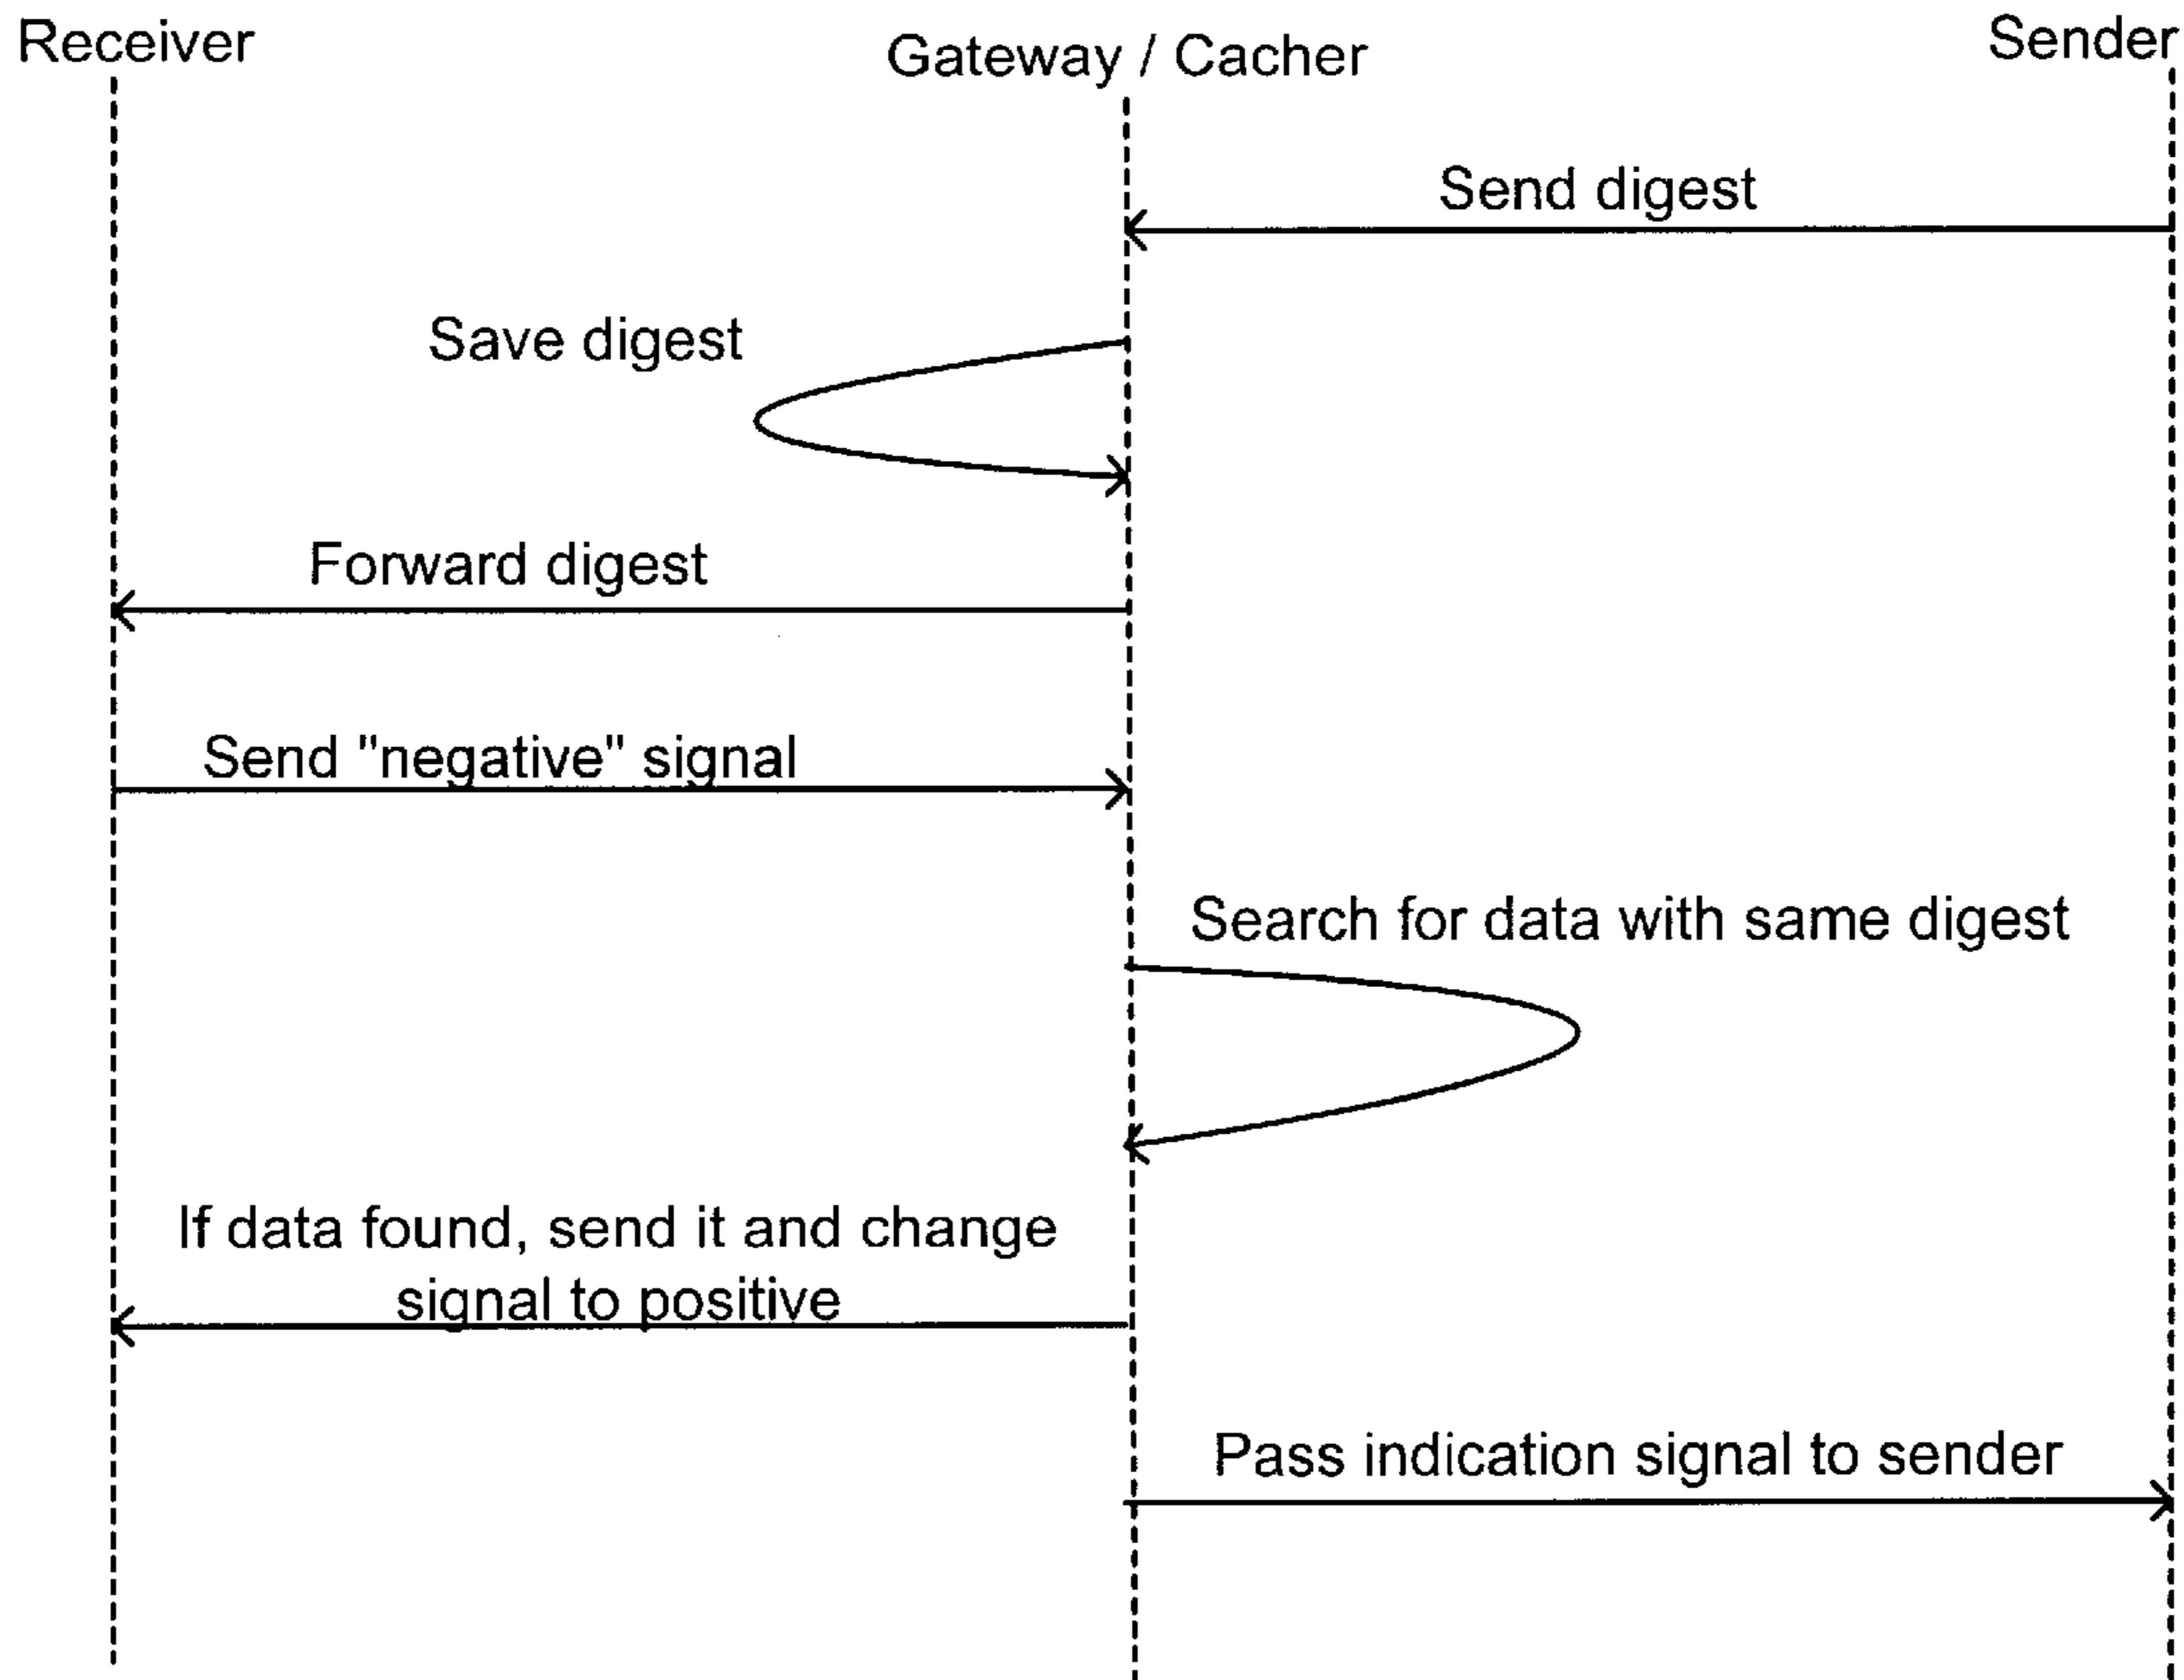 Receiver
Gateway / Cacher
Sender
Send digest
Save digest
Forward digest
Send "negative" signal
Search for data with same digest
If data found, send it and change
signal to positive
Pass indication signal to sender